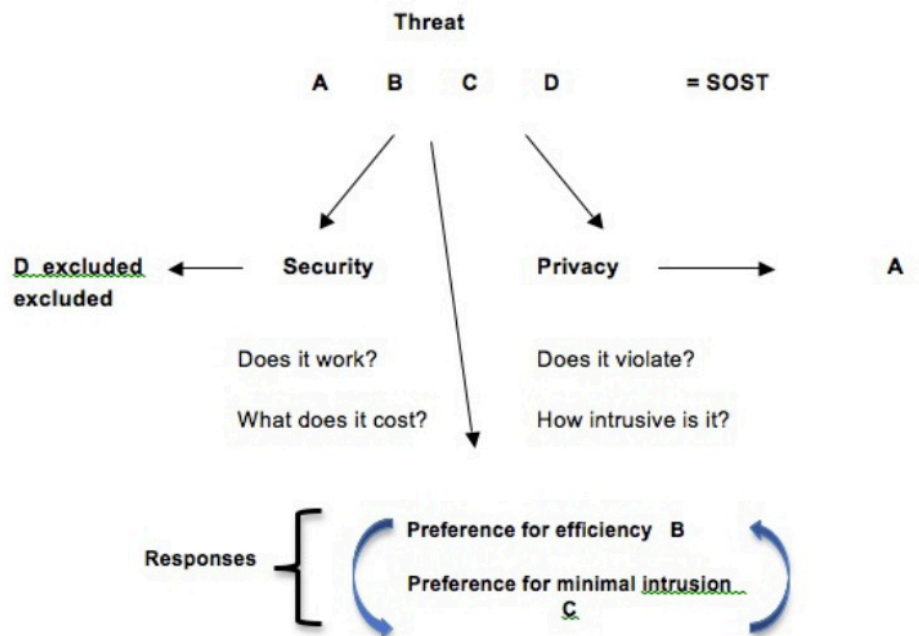 Threat
A B C D = SOST
D excluded Security Privacy A
excluded
Does it work? Does it violate?
What does it cost? How intrusive is it?
Preference for efficiency B
Responses
Preference for minimal intrusion
C